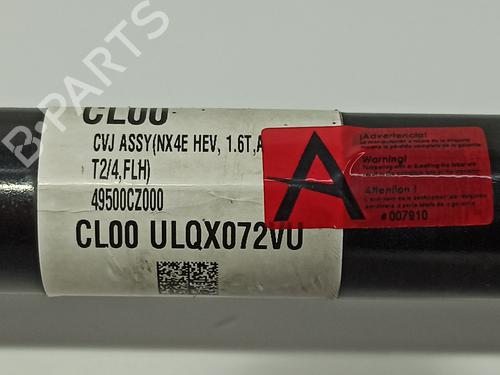 CL00
CVJ ASSY(NX4E HEV, 1.6T,A
T2/4,FLH)
49500CZ000
CL00 ULQX072VU
A
¡Advertencia!
Warning!
Attention !
# 007910
B-PARTS